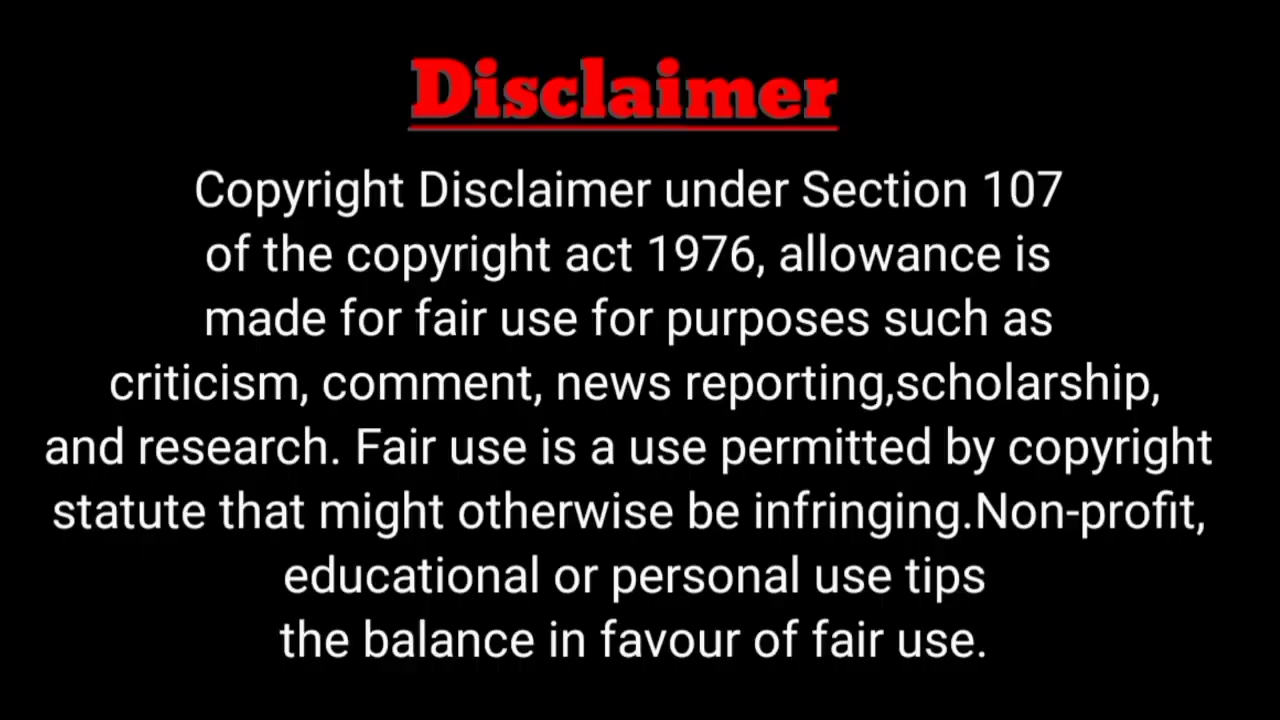 Disclaimer
Copyright Disclaimer under Section 107
of the copyright act 1976, allowance is
made for fair use for purposes such as
criticism, comment, news reporting,scholarship,
and research. Fair use is a use permitted by copyright
statute that might otherwise be infringing.Non-profit,
educational or personal use tips
the balance in favour of fair use.